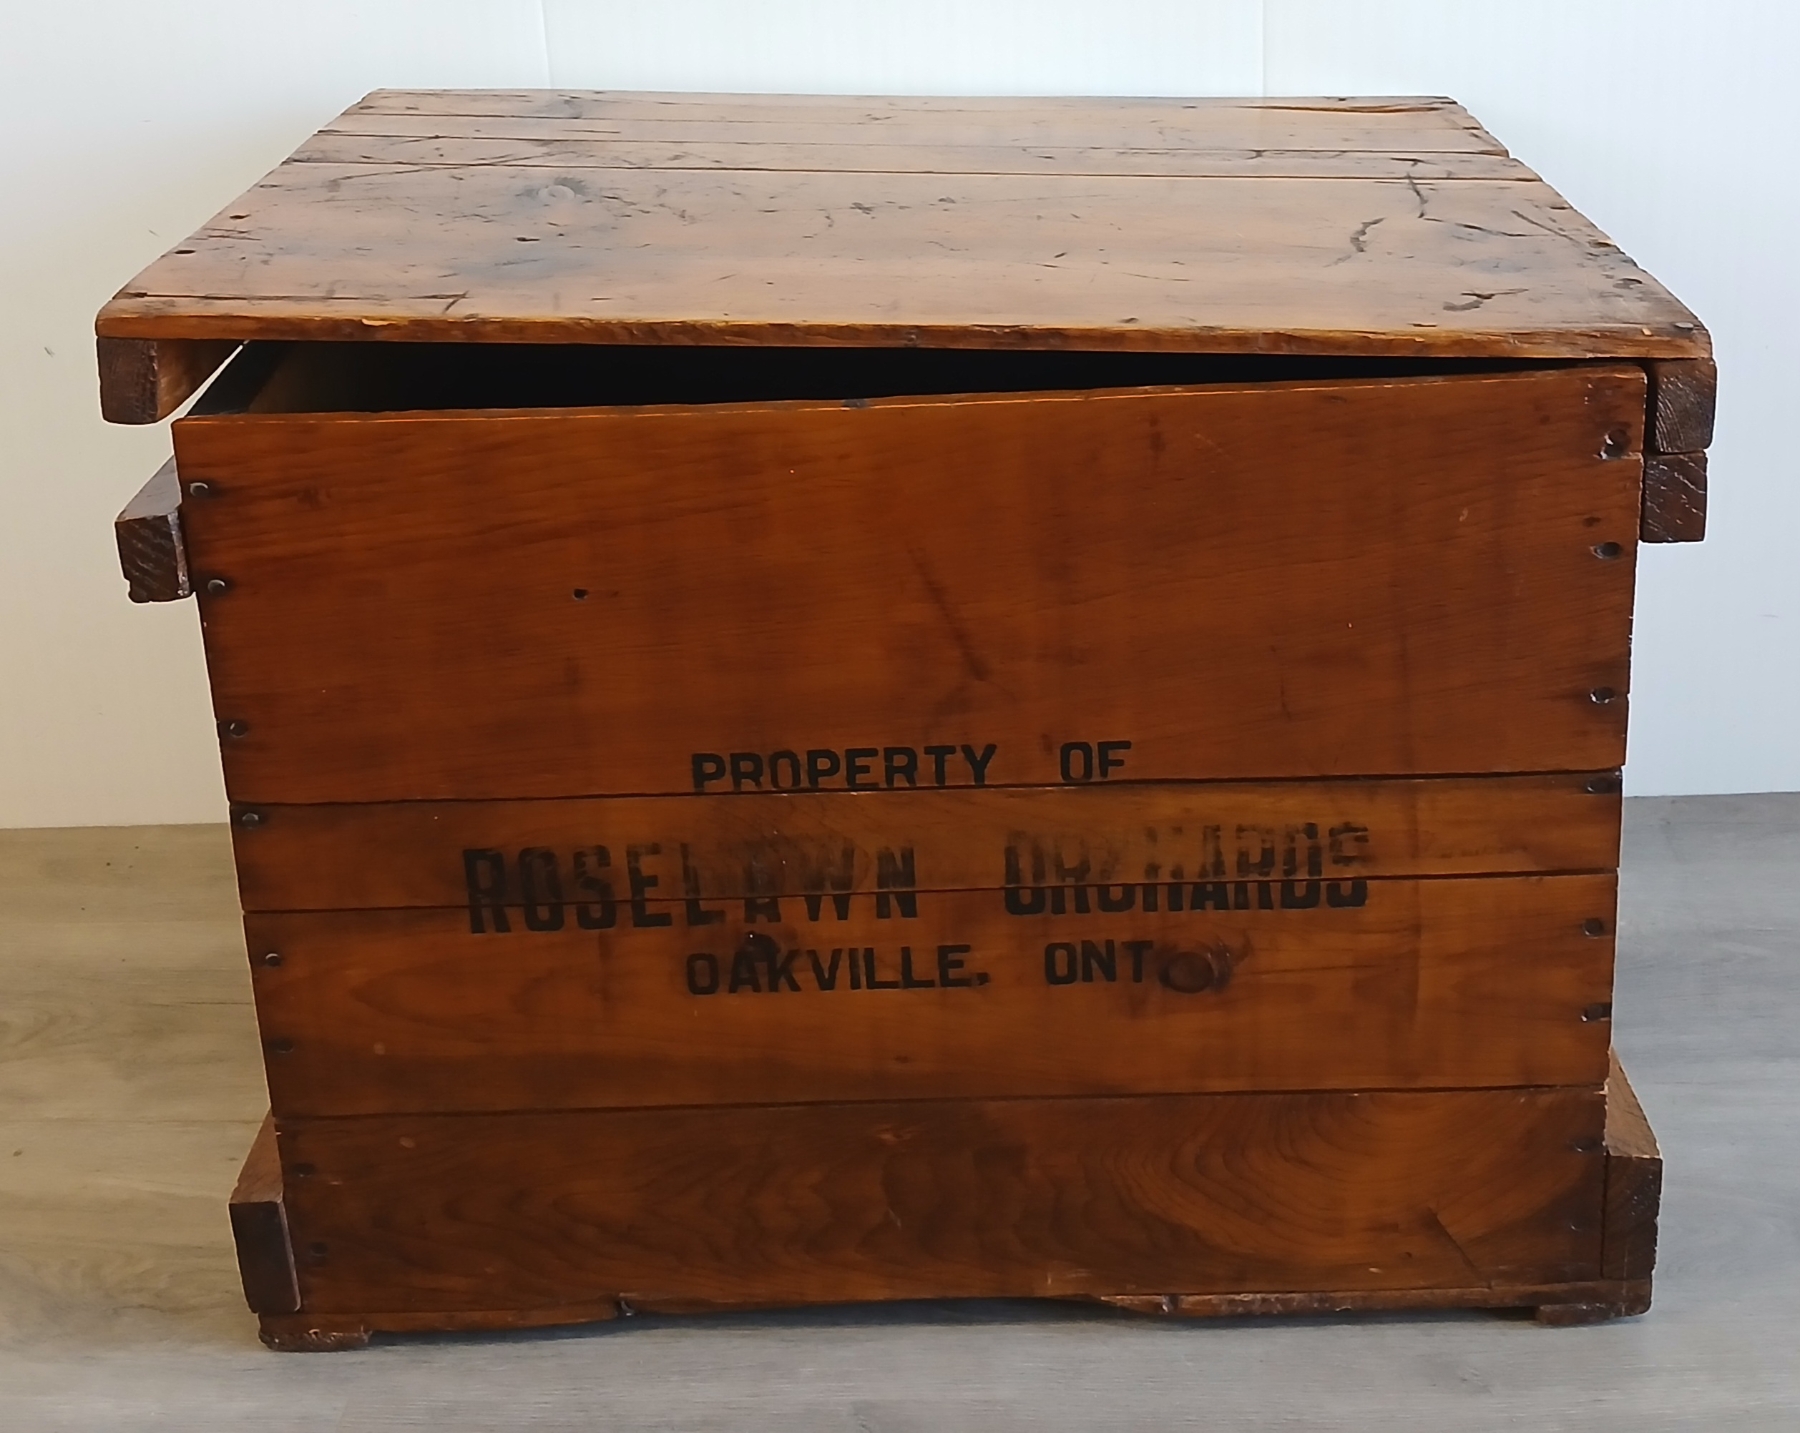 PROPERTY OF
ROSELAWN ORCHARDS
OAKVILLE, ONT